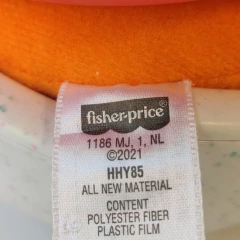 fisher-price
1186 MJ, 1, NL
©2021
HHY85
ALL NEW MATERIAL
CONTENT
POLYESTER FIBER
PLASTIC FILM